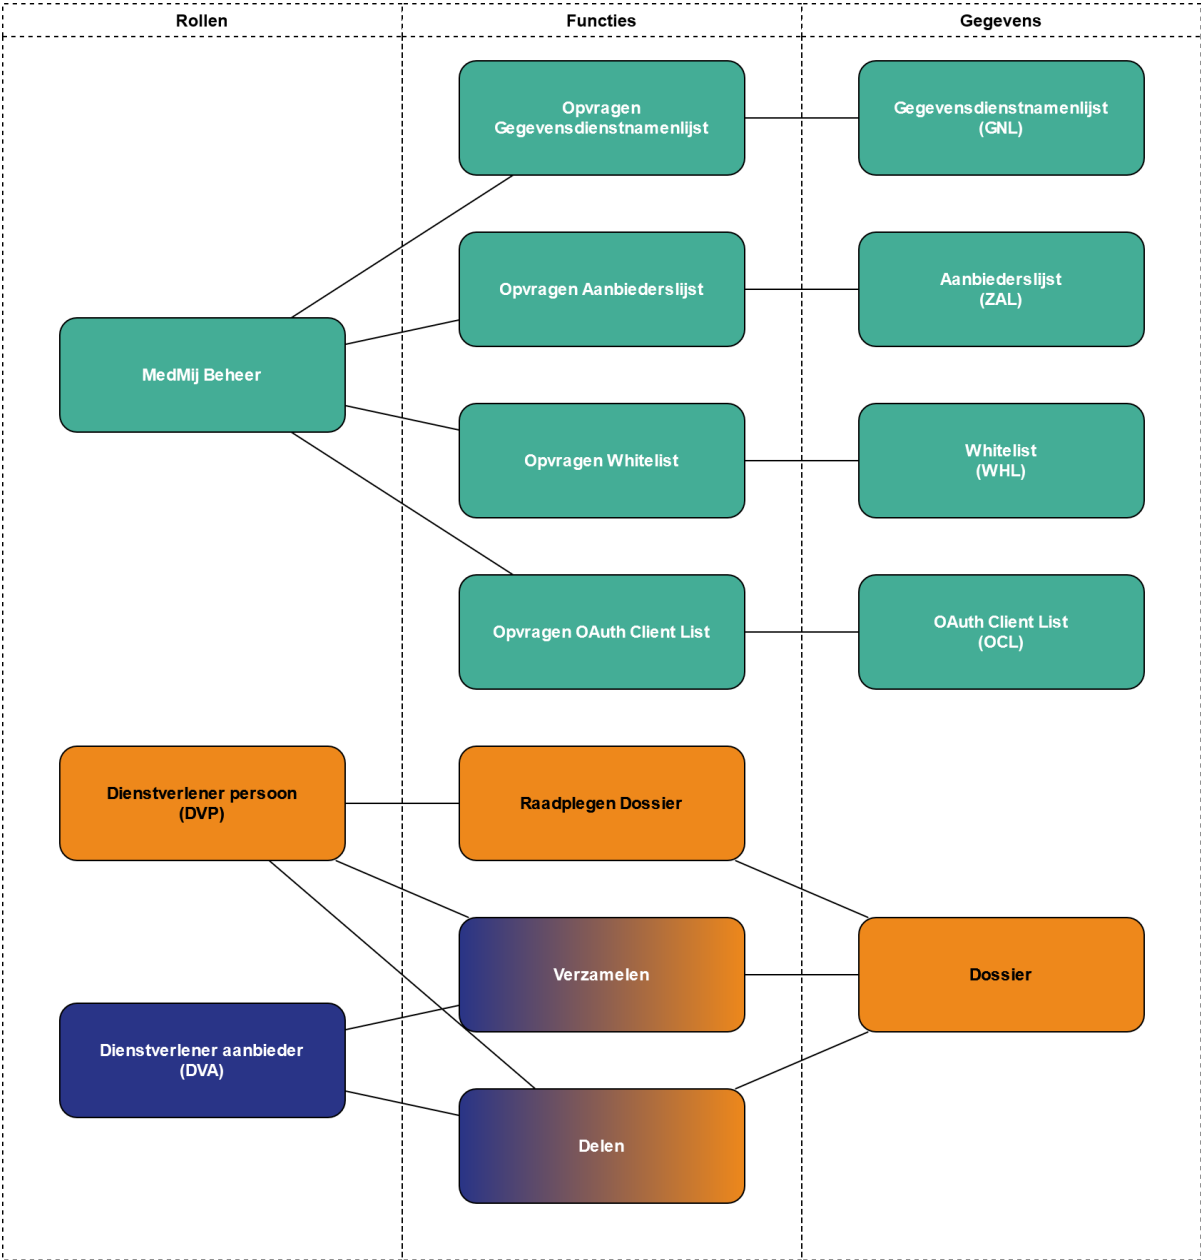 Rollen
Functies
Gegevens
Opvragen
Gegevensdienstnamenlijst
Gegevensdienstnamenlijst
(GNL)
Opvragen Aanbiederslijst
Aanbiederslijst
(ZAL)
MedMij Beheer
Opvragen Whitelist
Whitelist
(WHL)
Opvragen OAuth Client List
OAuth Client List
(OCL)
Dienstverlener persoon
(DVP)
Raadplegen Dossier
Verzamelen
Dossier
Dienstverlener aanbieder
(DVA)
Delen